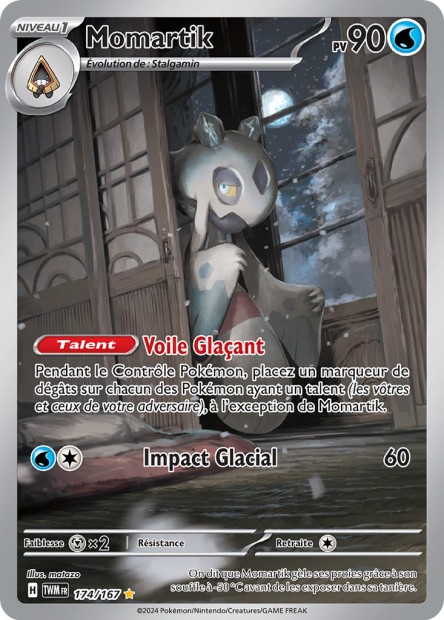 NIVEAU 1
Momartik
PV 90
Évolution de : Stalgamin
Talent Voile Glaçant
Pendant le Contrôle Pokémon, placez un marqueur de
dégâts sur chacun des Pokémon ayant un talent (les vôtres
et ceux de votre adversaire), à l'exception de Momartik.
Impact Glacial 60
Faiblesse ×2 Résistance Retraite
Illus. matazo
H TWM FR 174/167
On dit que Momartik gèle ses proies grâce à son
souffle à -50 °C avant de les exposer dans sa tanière.
©2024 Pokémon/Nintendo/Creatures/GAME FREAK